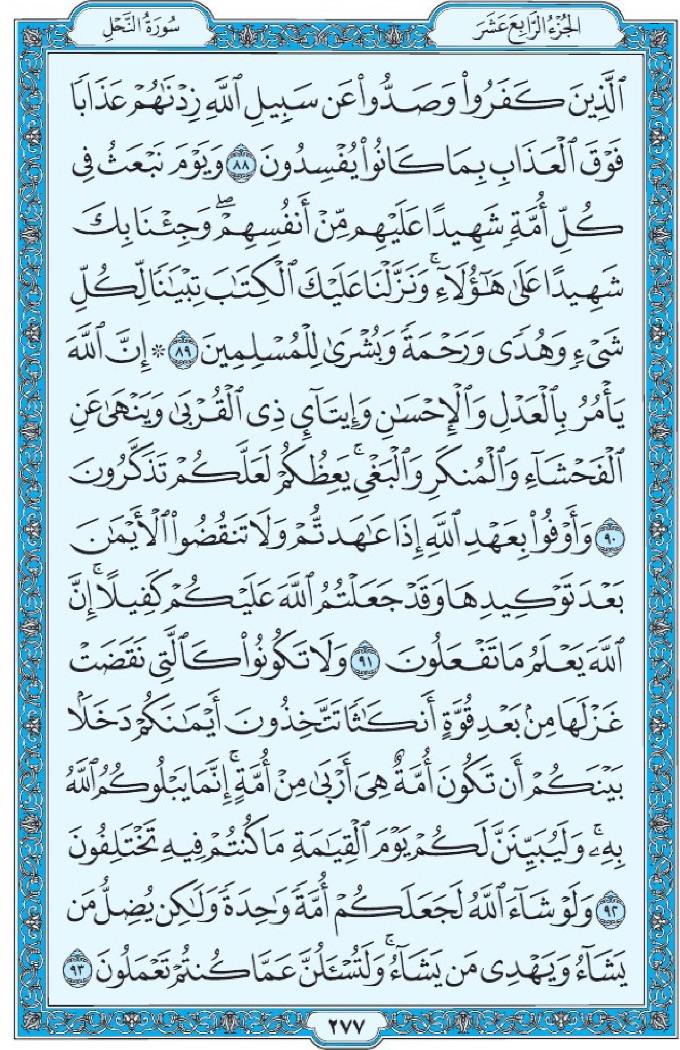 الجُزْءُ الرَّابِعَ عَشَرَ
سُورَةُ النَّحْلِ
ٱلَّذِينَ كَفَرُوا۟ وَصَدُّوا۟ عَن سَبِيلِ ٱللَّهِ زِدْنَٰهُمْ عَذَابًا
فَوْقَ ٱلْعَذَابِ بِمَا كَانُوا۟ يُفْسِدُونَ ٨٨ وَيَوْمَ نَبْعَثُ فِى
كُلِّ أُمَّةٍ شَهِيدًا عَلَيْهِم مِّنْ أَنفُسِهِمْ ۖ وَجِئْنَا بِكَ
شَهِيدًا عَلَىٰ هَٰٓؤُلَآءِ ۚ وَنَزَّلْنَا عَلَيْكَ ٱلْكِتَٰبَ تِبْيَٰنًا لِّكُلِّ
شَىْءٍ وَهُدًى وَرَحْمَةً وَبُشْرَىٰ لِلْمُسْلِمِينَ ٨٩ ۞ إِنَّ ٱللَّهَ
يَأْمُرُ بِٱلْعَدْلِ وَٱلْإِحْسَٰنِ وَإِيتَآئِ ذِى ٱلْقُرْبَىٰ وَيَنْهَىٰ عَنِ
ٱلْفَحْشَآءِ وَٱلْمُنكَرِ وَٱلْبَغْىِ ۚ يَعِظُكُمْ لَعَلَّكُمْ تَذَكَّرُونَ
٩٠ وَأَوْفُوا۟ بِعَهْدِ ٱللَّهِ إِذَا عَٰهَدتُّمْ وَلَا تَنقُضُوا۟ ٱلْأَيْمَٰنَ
بَعْدَ تَوْكِيدِهَا وَقَدْ جَعَلْتُمُ ٱللَّهَ عَلَيْكُمْ كَفِيلًا ۚ إِنَّ
ٱللَّهَ يَعْلَمُ مَا تَفْعَلُونَ ٩١ وَلَا تَكُونُوا۟ كَٱلَّتِى نَقَضَتْ
غَزْلَهَا مِنۢ بَعْدِ قُوَّةٍ أَنكَٰثًا تَتَّخِذُونَ أَيْمَٰنَكُمْ دَخَلًۢا
بَيْنَكُمْ أَن تَكُونَ أُمَّةٌ هِىَ أَرْبَىٰ مِنْ أُمَّةٍ ۚ إِنَّمَا يَبْلُوكُمُ ٱللَّهُ
بِهِۦ ۚ وَلَيُبَيِّنَنَّ لَكُمْ يَوْمَ ٱلْقِيَٰمَةِ مَا كُنتُمْ فِيهِ تَخْتَلِفُونَ
٩٢ وَلَوْ شَآءَ ٱللَّهُ لَجَعَلَكُمْ أُمَّةً وَٰحِدَةً وَلَٰكِن يُضِلُّ مَن
يَشَآءُ وَيَهْدِى مَن يَشَآءُ ۚ وَلَتُسْـَٔلُنَّ عَمَّا كُنتُمْ تَعْمَلُونَ ٩٣
٢٧٧